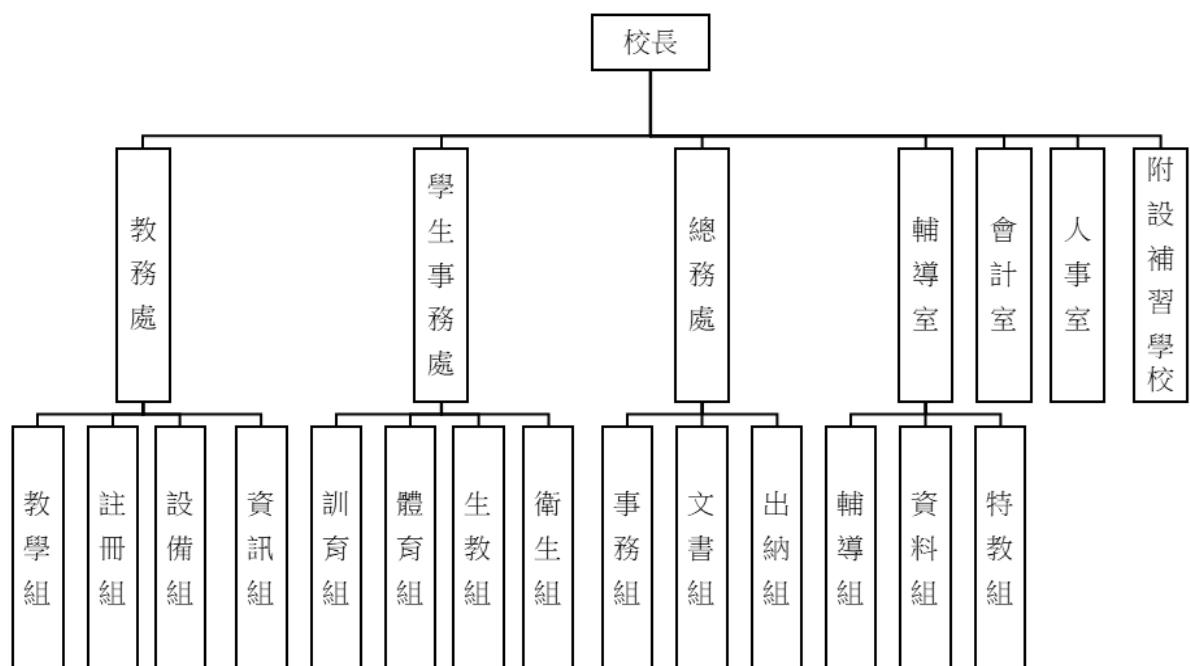 校長
教務處
學生事務處
總務處
輔導室
會計室
人事室
附設補習學校
教學組
註冊組
設備組
資訊組
訓育組
體育組
生教組
衛生組
事務組
文書組
出納組
輔導組
資料組
特教組